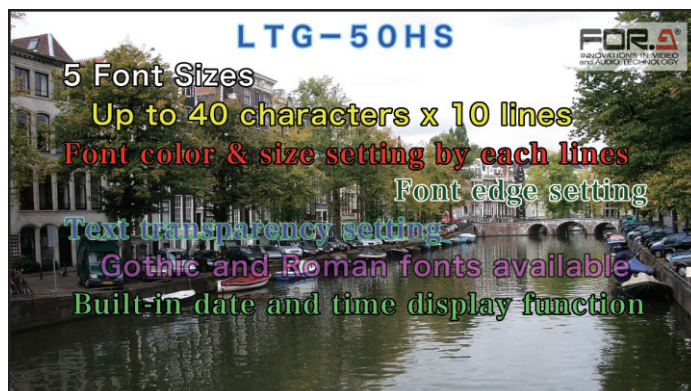 LTG-50HS
FOR.A®
INNOVATIONS IN VIDEO
and AUDIO TECHNOLOGY
5 Font Sizes
Up to 40 characters x 10 lines
Font color & size setting by each lines
Font edge setting
Text transparency setting
Gothic and Roman fonts available
Built-in date and time display function